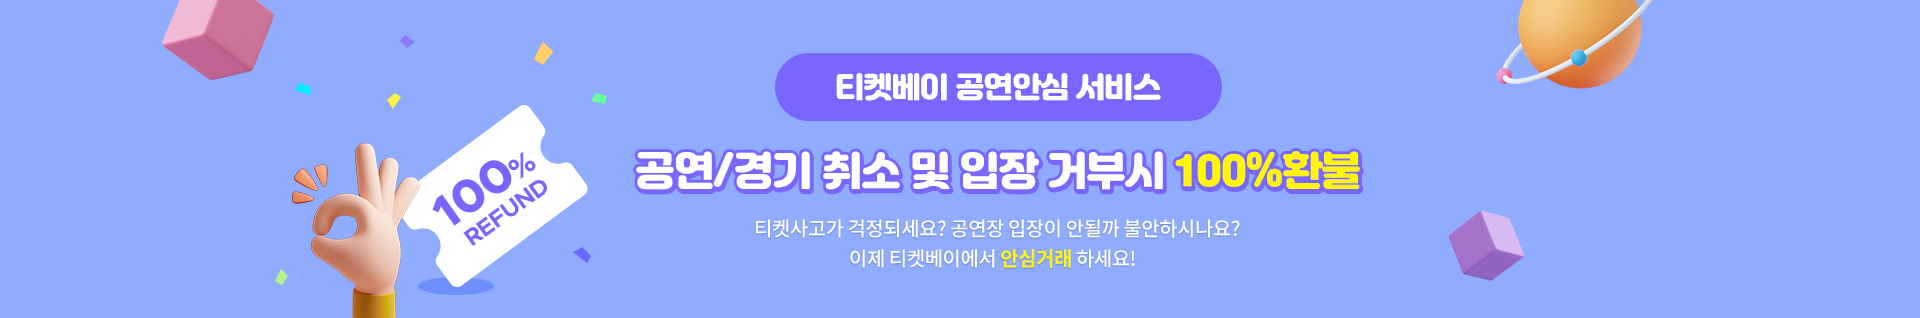 티켓베이 공연안심 서비스
공연/경기 취소 및 입장 거부시 100%환불
100%
REFUND
티켓사고가 걱정되세요? 공연장 입장이 안될까 불안하시나요?
이제 티켓베이에서 안심거래 하세요!